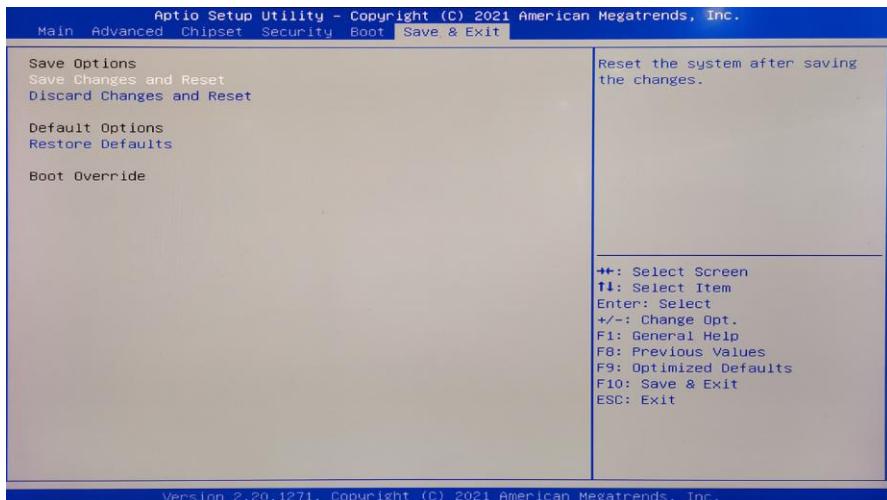 Aptio Setup Utility – Copyright (C) 2021 American Megatrends, Inc.
Main Advanced Chipset Security Boot Save & Exit
Save Options
Save Changes and Reset
Discard Changes and Reset
Default Options
Restore Defaults
Boot Override
Reset the system after saving
the changes.
→←: Select Screen
↑↓: Select Item
Enter: Select
+/-: Change Opt.
F1: General Help
F8: Previous Values
F9: Optimized Defaults
F10: Save & Exit
ESC: Exit
Version 2.20.1271. Copyright (C) 2021 American Megatrends, Inc.